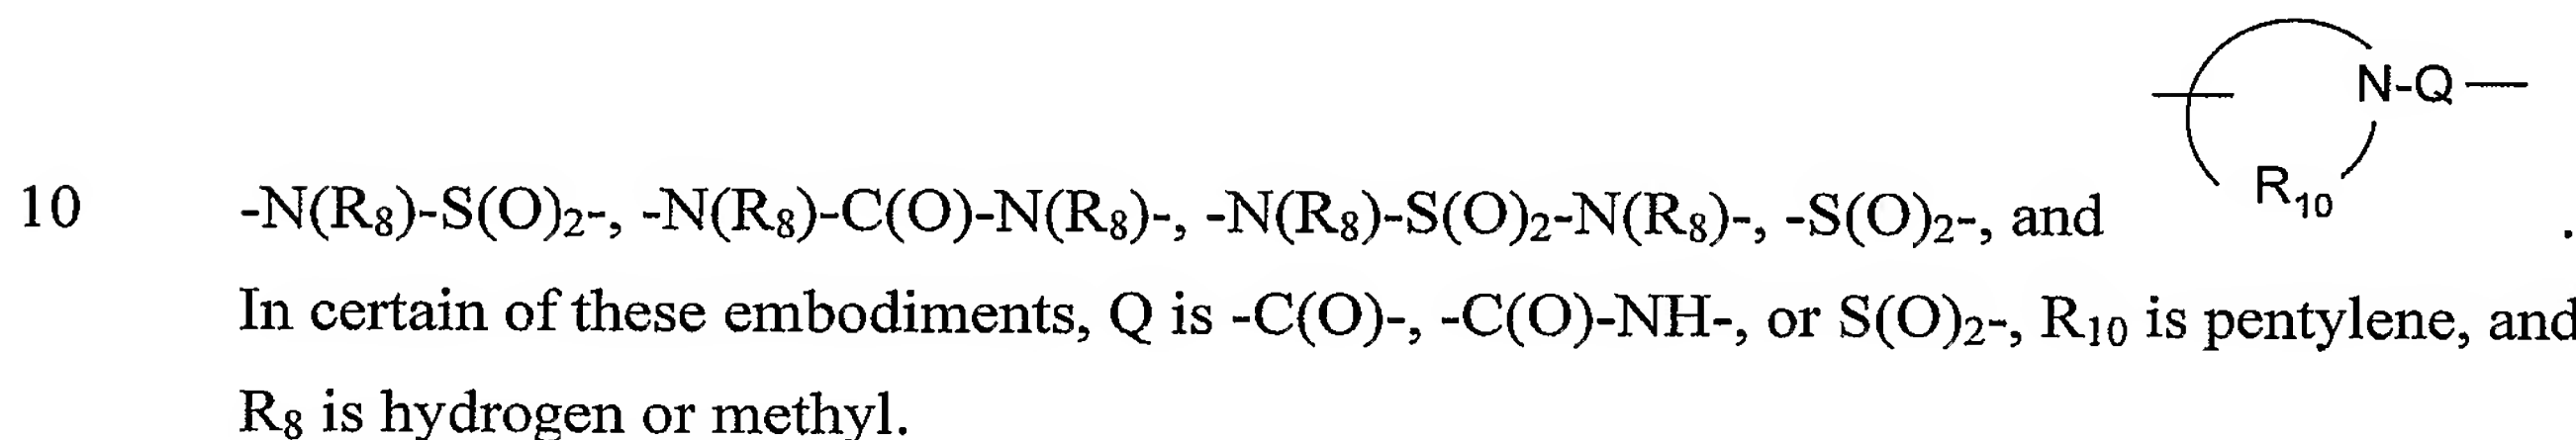 N-Q
R10
10 -N(R8)-S(O)2-, -N(R8)-C(O)-N(R8)-, -N(R8)-S(O)2-N(R8)-, -S(O)2-, and .
In certain of these embodiments, Q is -C(O)-, -C(O)-NH-, or S(O)2-, R10 is pentylene, and
R8 is hydrogen or methyl.